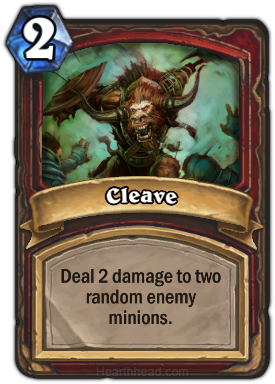 2
Cleave
Deal 2 damage to two
random enemy
minions.
Hearthhead.com